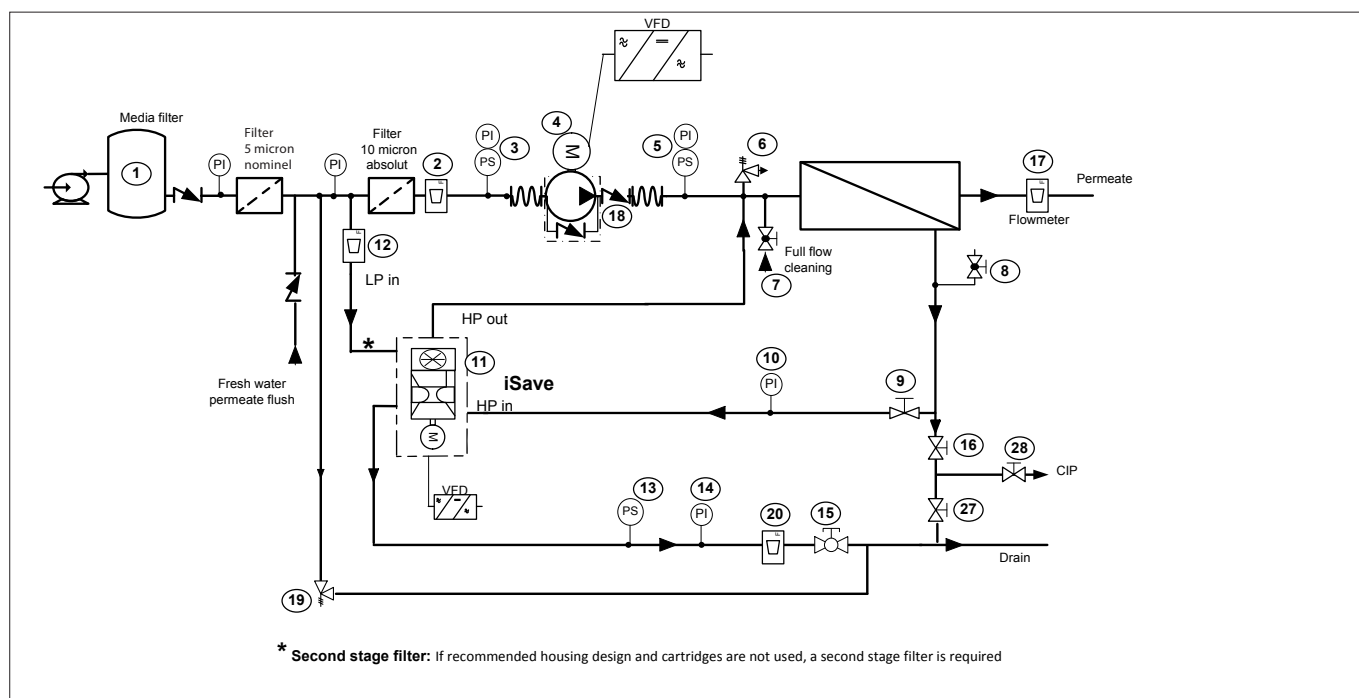 VFD
4
M
Media filter
Filter
5 micron
nominel
Filter
10 micron
absolut
1
PI
PI
2
F
3
PI
PS
5
PI
PS
6
17
F
Permeate
Flowmeter
18
12
F
LP in
Full flow
cleaning
7
8
HP out
*
11
iSave
HP in
M
Fresh water
permeate flush
10
PI
9
16
28
CIP
VFD
13
PS
14
PI
20
F
15
27
Drain
19
* Second stage filter: If recommended housing design and cartridges are not used, a second stage filter is required